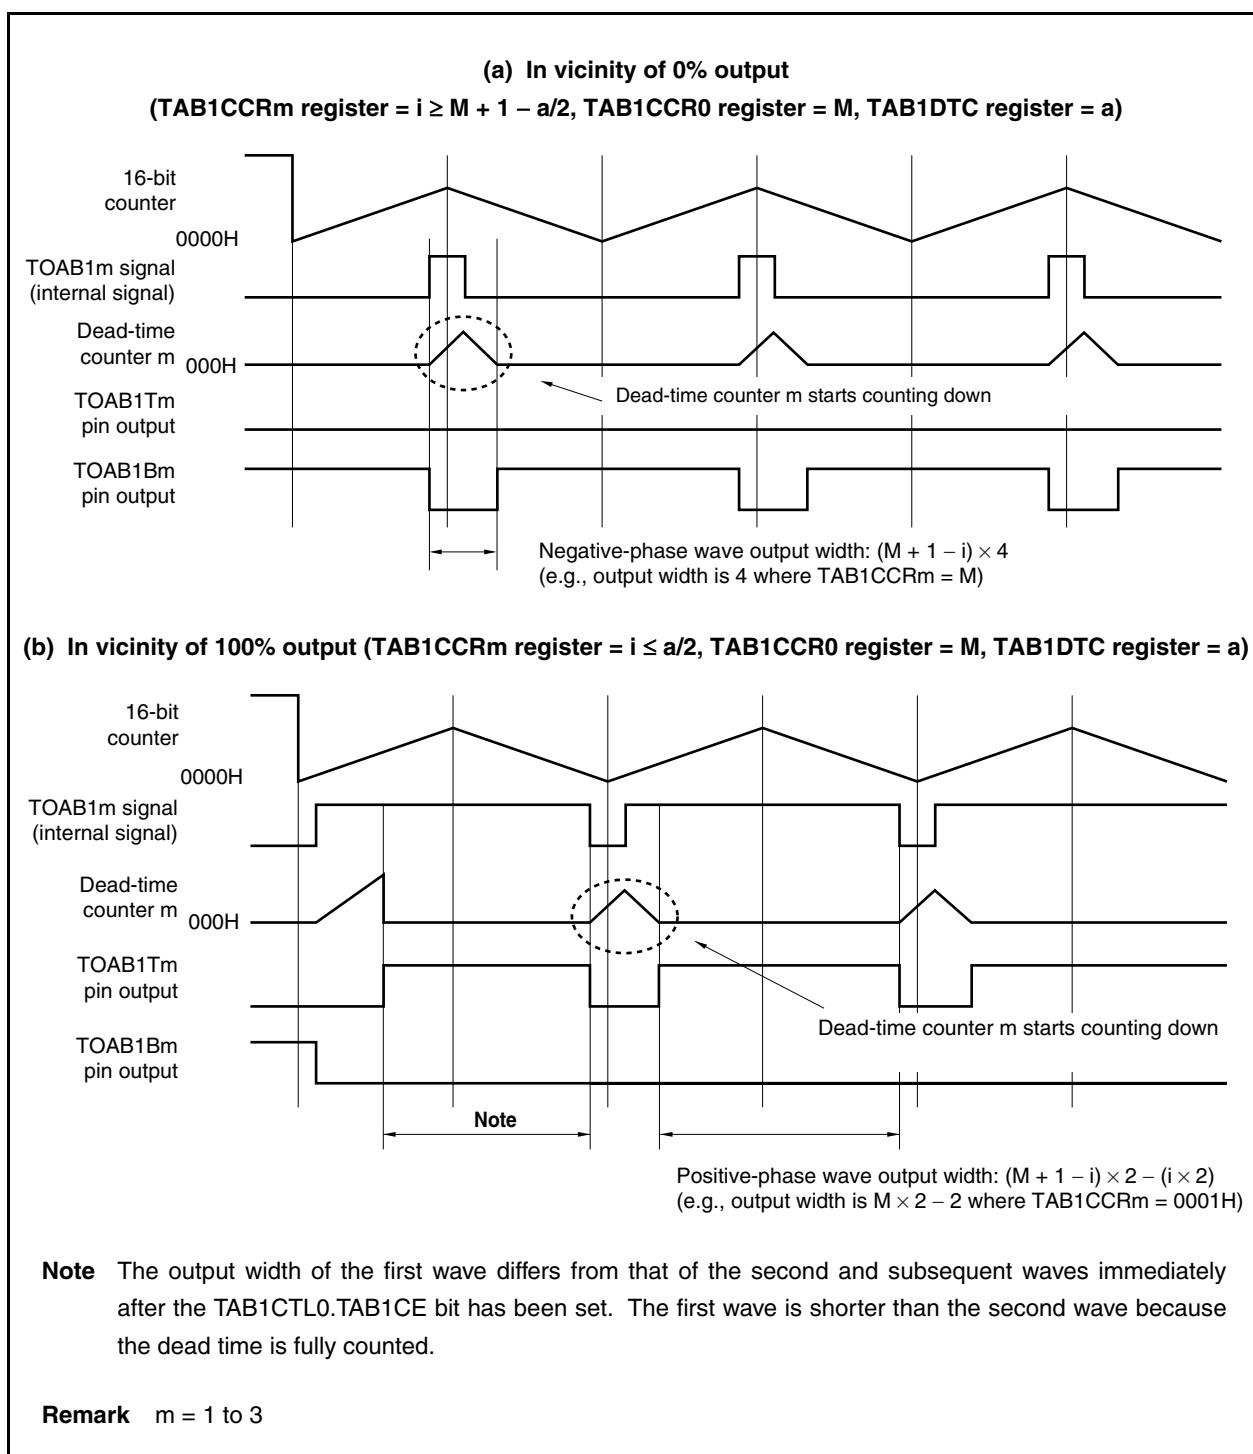 (a) In vicinity of 0% output
(TAB1CCRm register = i ≥ M + 1 – a/2, TAB1CCR0 register = M, TAB1DTC register = a)
16-bit
counter
0000H
TOAB1m signal
(internal signal)
Dead-time
counter m
000H
Dead-time counter m starts counting down
TOAB1Tm
pin output
TOAB1Bm
pin output
Negative-phase wave output width: (M + 1 – i) × 4
(e.g., output width is 4 where TAB1CCRm = M)
(b) In vicinity of 100% output (TAB1CCRm register = i ≤ a/2, TAB1CCR0 register = M, TAB1DTC register = a)
16-bit
counter
0000H
TOAB1m signal
(internal signal)
Dead-time
counter m
000H
TOAB1Tm
pin output
Dead-time counter m starts counting down
TOAB1Bm
pin output
Note
Positive-phase wave output width: (M + 1 – i) × 2 – (i × 2)
(e.g., output width is M × 2 – 2 where TAB1CCRm = 0001H)
Note The output width of the first wave differs from that of the second and subsequent waves immediately
after the TAB1CTL0.TAB1CE bit has been set. The first wave is shorter than the second wave because
the dead time is fully counted.
Remark m = 1 to 3